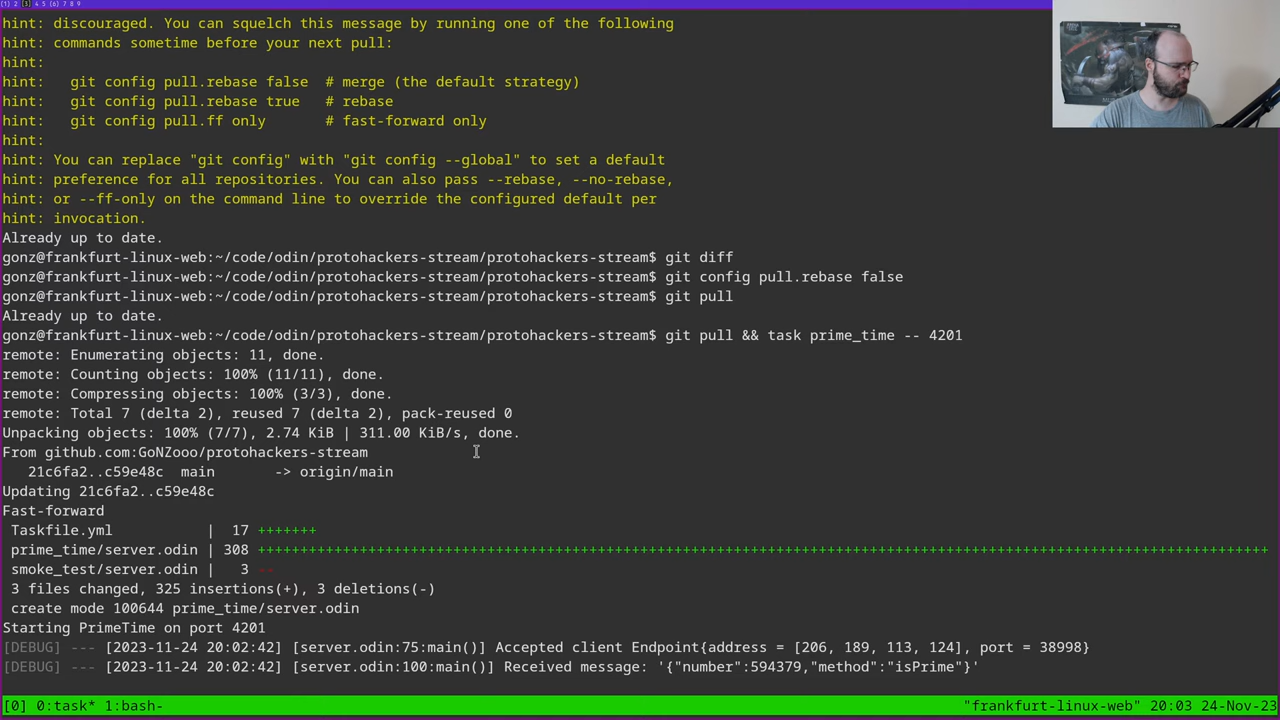 [1] 2 [3] 4 5 [6] 7 8 9
hint: discouraged. You can squelch this message by running one of the following
hint: commands sometime before your next pull:
hint:
hint:   git config pull.rebase false  # merge (the default strategy)
hint:   git config pull.rebase true   # rebase
hint:   git config pull.ff only       # fast-forward only
hint:
hint: You can replace "git config" with "git config --global" to set a default
hint: preference for all repositories. You can also pass --rebase, --no-rebase,
hint: or --ff-only on the command line to override the configured default per
hint: invocation.
Already up to date.
gonz@frankfurt-linux-web:~/code/odin/protohackers-stream/protohackers-stream$ git diff
gonz@frankfurt-linux-web:~/code/odin/protohackers-stream/protohackers-stream$ git config pull.rebase false
gonz@frankfurt-linux-web:~/code/odin/protohackers-stream/protohackers-stream$ git pull
Already up to date.
gonz@frankfurt-linux-web:~/code/odin/protohackers-stream/protohackers-stream$ git pull && task prime_time -- 4201
remote: Enumerating objects: 11, done.
remote: Counting objects: 100% (11/11), done.
remote: Compressing objects: 100% (3/3), done.
remote: Total 7 (delta 2), reused 7 (delta 2), pack-reused 0
Unpacking objects: 100% (7/7), 2.74 KiB | 311.00 KiB/s, done.
From github.com:GoNZooo/protohackers-stream
   21c6fa2..c59e48c  main       -> origin/main
Updating 21c6fa2..c59e48c
Fast-forward
 Taskfile.yml           |  17 +++++++
 prime_time/server.odin | 308 +++++++++++++++++++++++++++++++++++++++++++++++++++++++++++++++++++++++++++++++++++++++++++++++++++++++++++++++++++++++
 smoke_test/server.odin |   3 --
 3 files changed, 325 insertions(+), 3 deletions(-)
 create mode 100644 prime_time/server.odin
Starting PrimeTime on port 4201
[DEBUG] --- [2023-11-24 20:02:42] [server.odin:75:main()] Accepted client Endpoint{address = [206, 189, 113, 124], port = 38998}
[DEBUG] --- [2023-11-24 20:02:42] [server.odin:100:main()] Received message: '{"number":594379,"method":"isPrime"}'
[0] 0:task* 1:bash- "frankfurt-linux-web" 20:03 24-Nov-23